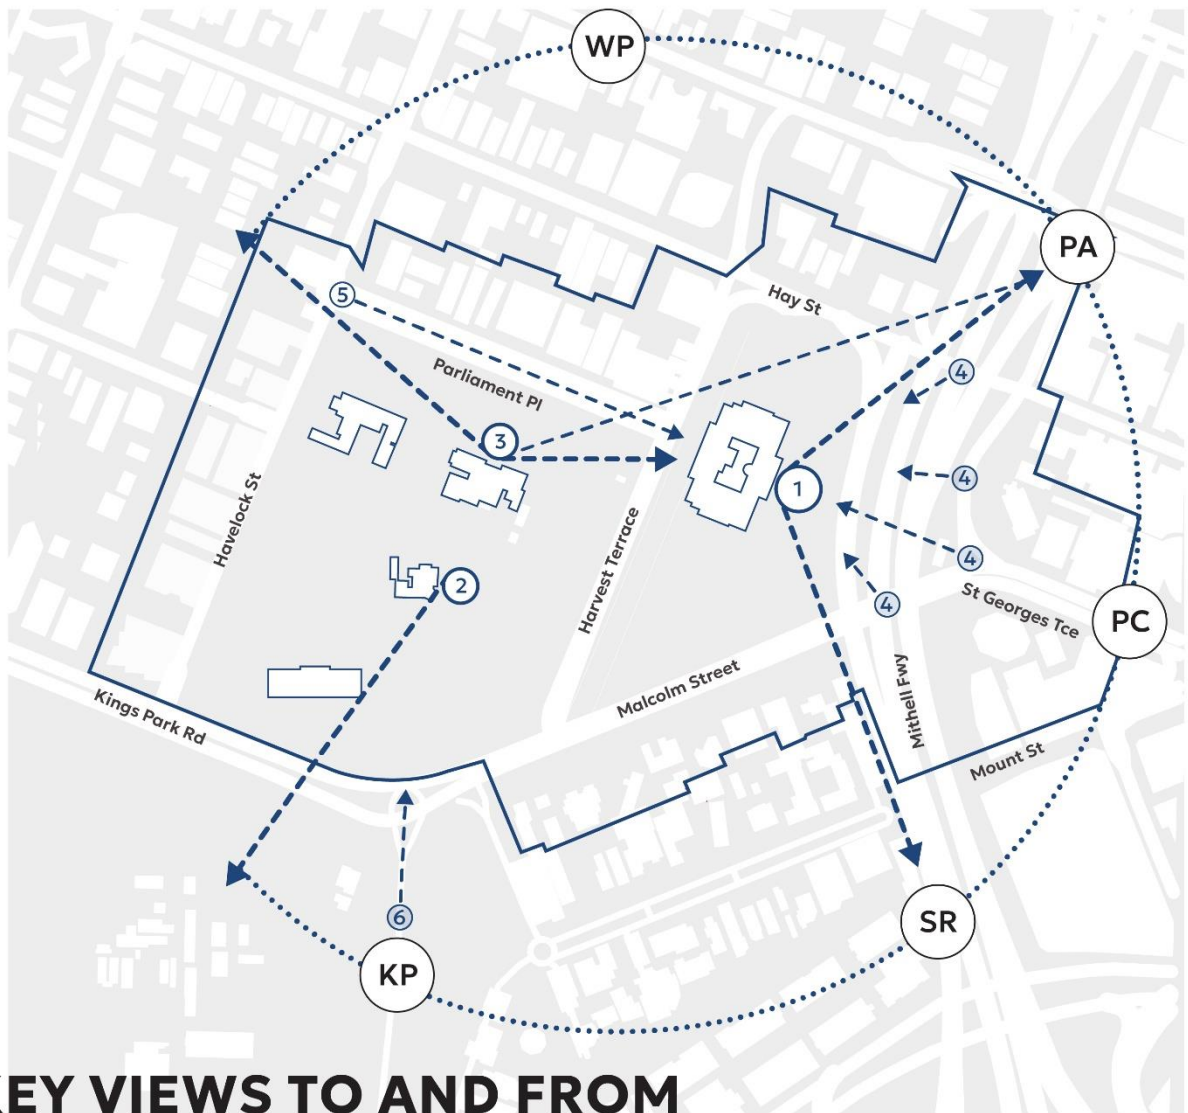 WP
PA
5
Hay St
4
Parliament Pl
3
4
1
Havelock St
Harvest Terrace
4
2
4
St Georges Tce
PC
Malcolm Street
Mithell Fwy
Kings Park Rd
Mount St
6
SR
KP
KEY VIEWS TO AND FROM